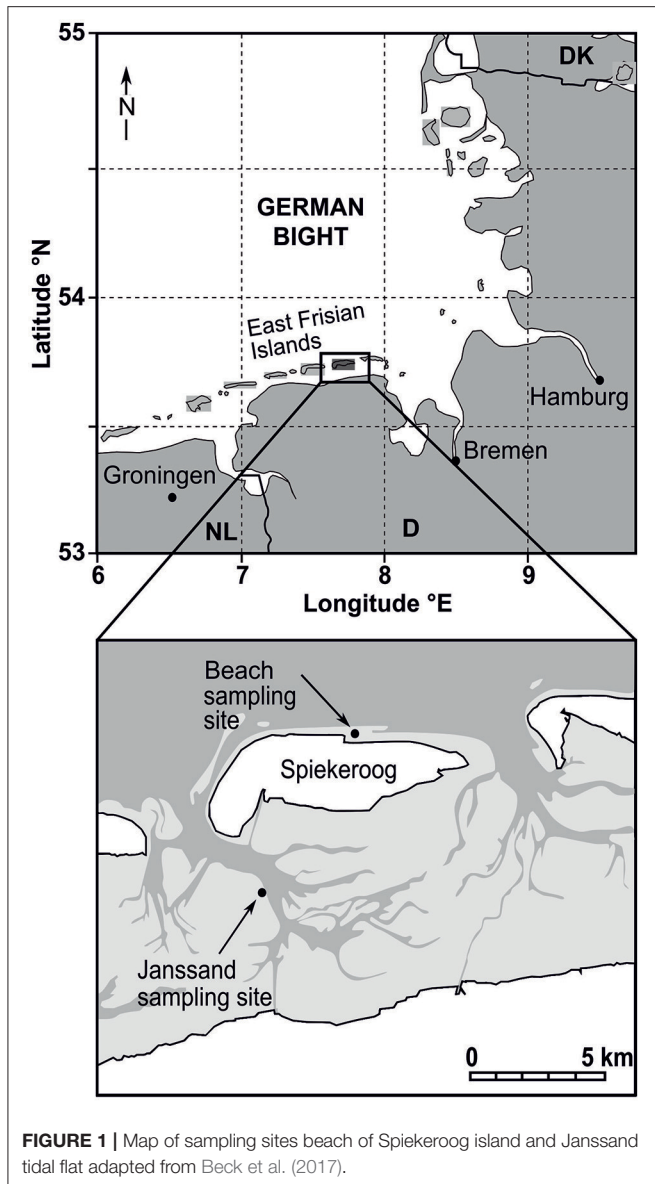 55
DK
N
GERMAN
BIGHT
Latitude °N
54
East Frisian
Islands
Hamburg
Bremen
Groningen
NL
D
53
6
7
8
9
Longitude °E
Beach
sampling
site
Spiekeroog
Janssand
sampling site
0
5 km
FIGURE 1 | Map of sampling sites beach of Spiekeroog island and Janssand
tidal flat adapted from Beck et al. (2017).